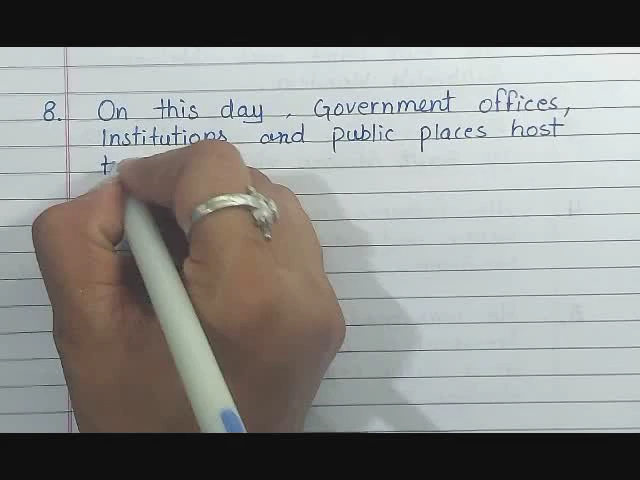 8. On this day, Government offices,
Institutions and public places host